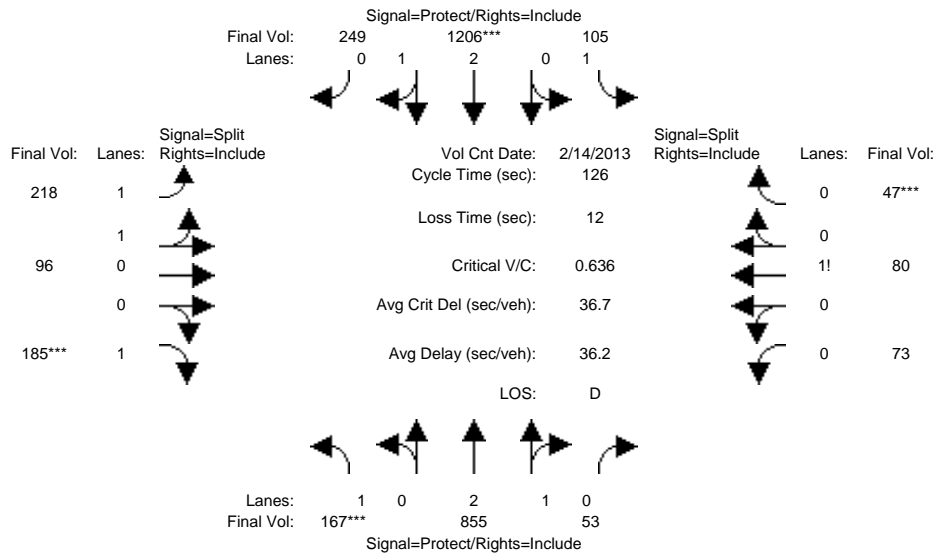 Signal=Protect/Rights=Include
Final Vol: 249 1206*** 105
Lanes: 0 1 2 0 1
Signal=Split
Final Vol: Lanes: Rights=Include
Vol Cnt Date: 2/14/2013
Signal=Split
Rights=Include Lanes: Final Vol:
Cycle Time (sec): 126
218 1
0 47***
Loss Time (sec): 12
1
0
96 0
Critical V/C: 0.636
1! 80
0
Avg Crit Del (sec/veh): 36.7
0
185*** 1
Avg Delay (sec/veh): 36.2
0 73
LOS: D
Lanes: 1 0 2 1 0
Final Vol: 167*** 855 53
Signal=Protect/Rights=Include